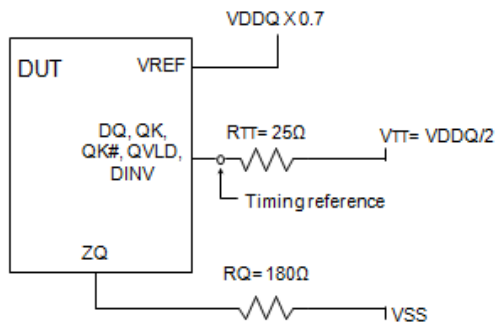 VDDQ X 0.7
DUT
VREF
DQ, QK,
QK#, QVLD,
DINV
RTT= 25Ω
VTT= VDDQ/2
Timing reference
ZQ
RQ= 180Ω
VSS